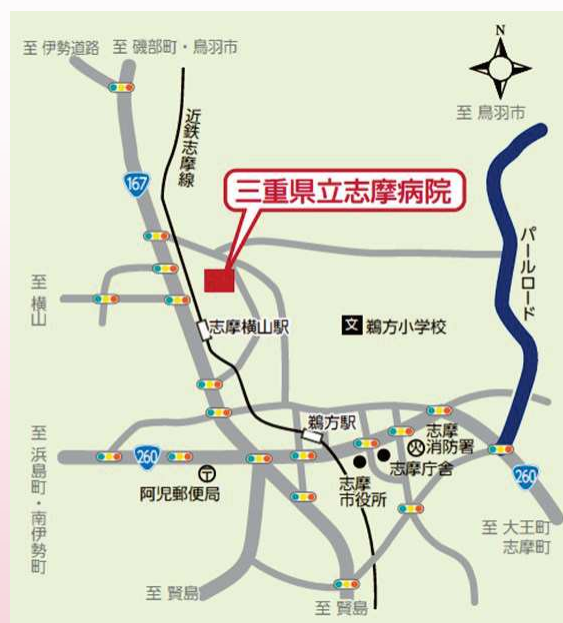 至 伊勢道路
至 磯部町・鳥羽市
N
至 鳥羽市
近鉄志摩線
167
三重県立志摩病院
パールロード
至 横山
志摩横山駅
文 鵜方小学校
鵜方駅
至 浜島町・南伊勢町
260
阿児郵便局
志摩
市役所
志摩庁舎
志摩
消防署
260
至 大王町
志摩町
至 賢島
至 賢島